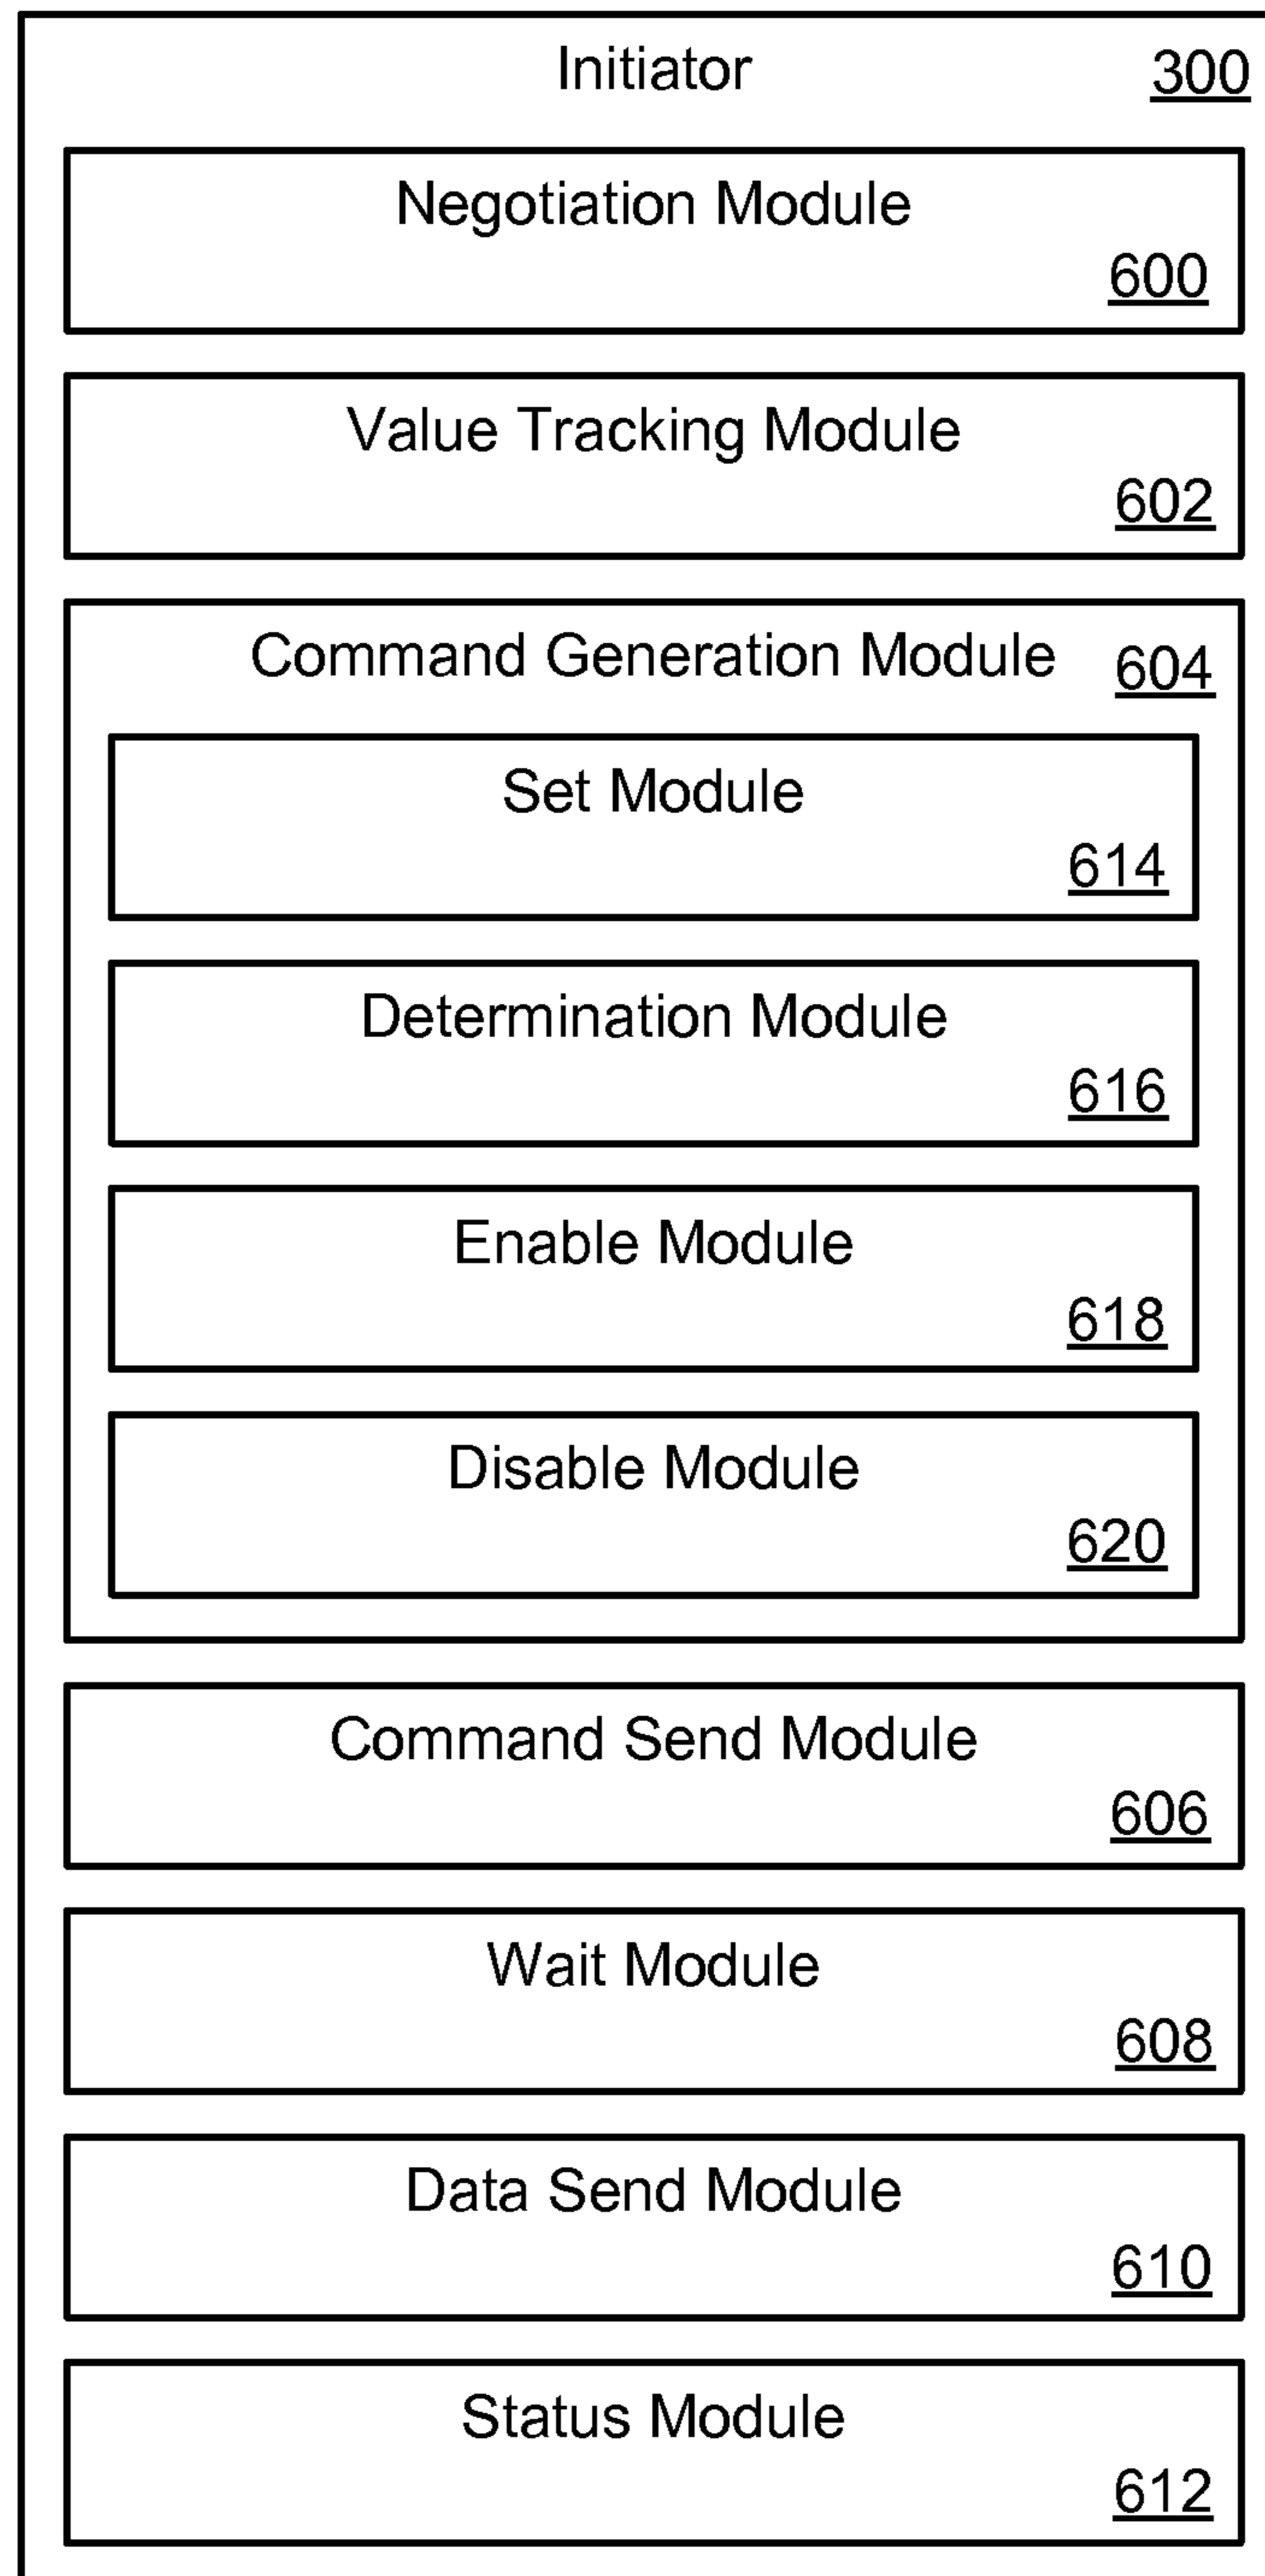 Initiator 300
Negotiation Module
600
Value Tracking Module
602
Command Generation Module 604
Set Module
614
Determination Module
616
Enable Module
618
Disable Module
620
Command Send Module
606
Wait Module
608
Data Send Module
610
Status Module
612